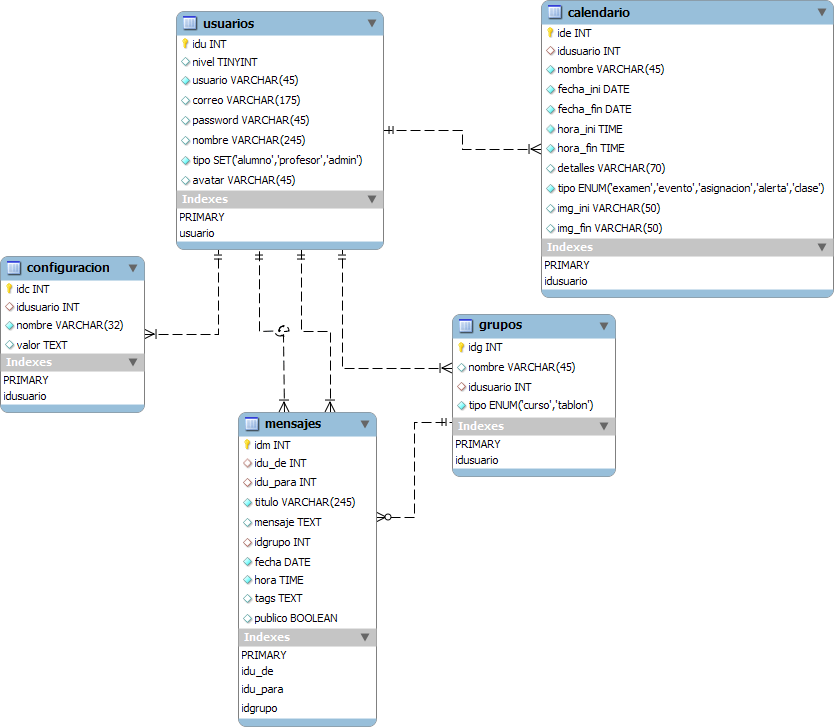 usuarios
idu INT
nivel TINYINT
usuario VARCHAR(45)
correo VARCHAR(175)
password VARCHAR(45)
nombre VARCHAR(245)
tipo SET('alumno','profesor','admin')
avatar VARCHAR(45)
Indexes
PRIMARY
usuario
calendario
ide INT
idusuario INT
nombre VARCHAR(45)
fecha_ini DATE
fecha_fin DATE
hora_ini TIME
hora_fin TIME
detalles VARCHAR(70)
tipo ENUM('examen','evento','asignacion','alerta','clase')
img_ini VARCHAR(50)
img_fin VARCHAR(50)
Indexes
PRIMARY
idusuario
configuracion
idc INT
idusuario INT
nombre VARCHAR(32)
valor TEXT
Indexes
PRIMARY
idusuario
grupos
idg INT
nombre VARCHAR(45)
idusuario INT
tipo ENUM('curso','tablon')
Indexes
PRIMARY
idusuario
mensajes
idm INT
idu_de INT
idu_para INT
titulo VARCHAR(245)
mensaje TEXT
idgrupo INT
fecha DATE
hora TIME
tags TEXT
publico BOOLEAN
Indexes
PRIMARY
idu_de
idu_para
idgrupo